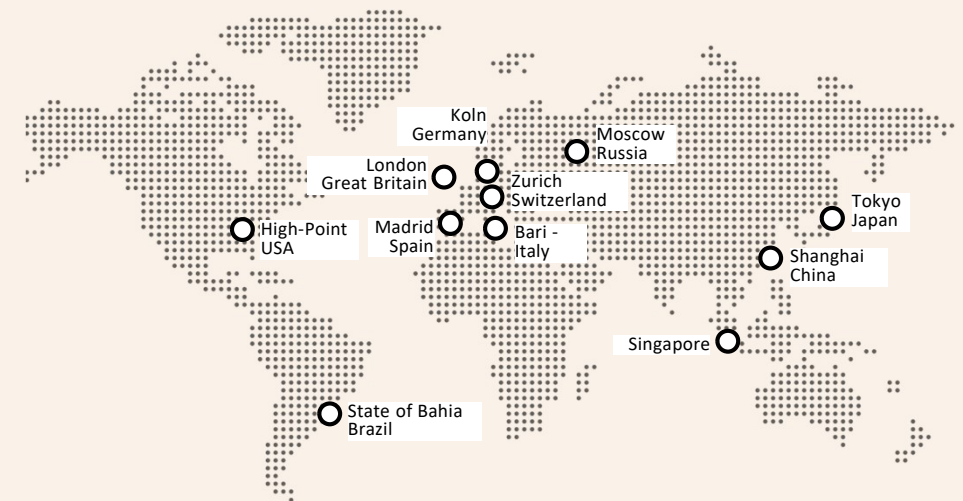 Koln
Germany
Moscow
Russia
London
Great Britain
Zurich
Switzerland
Tokyo
Japan
High-Point
USA
Madrid
Spain
Bari -
Italy
Shanghai
China
Singapore
State of Bahia
Brazil